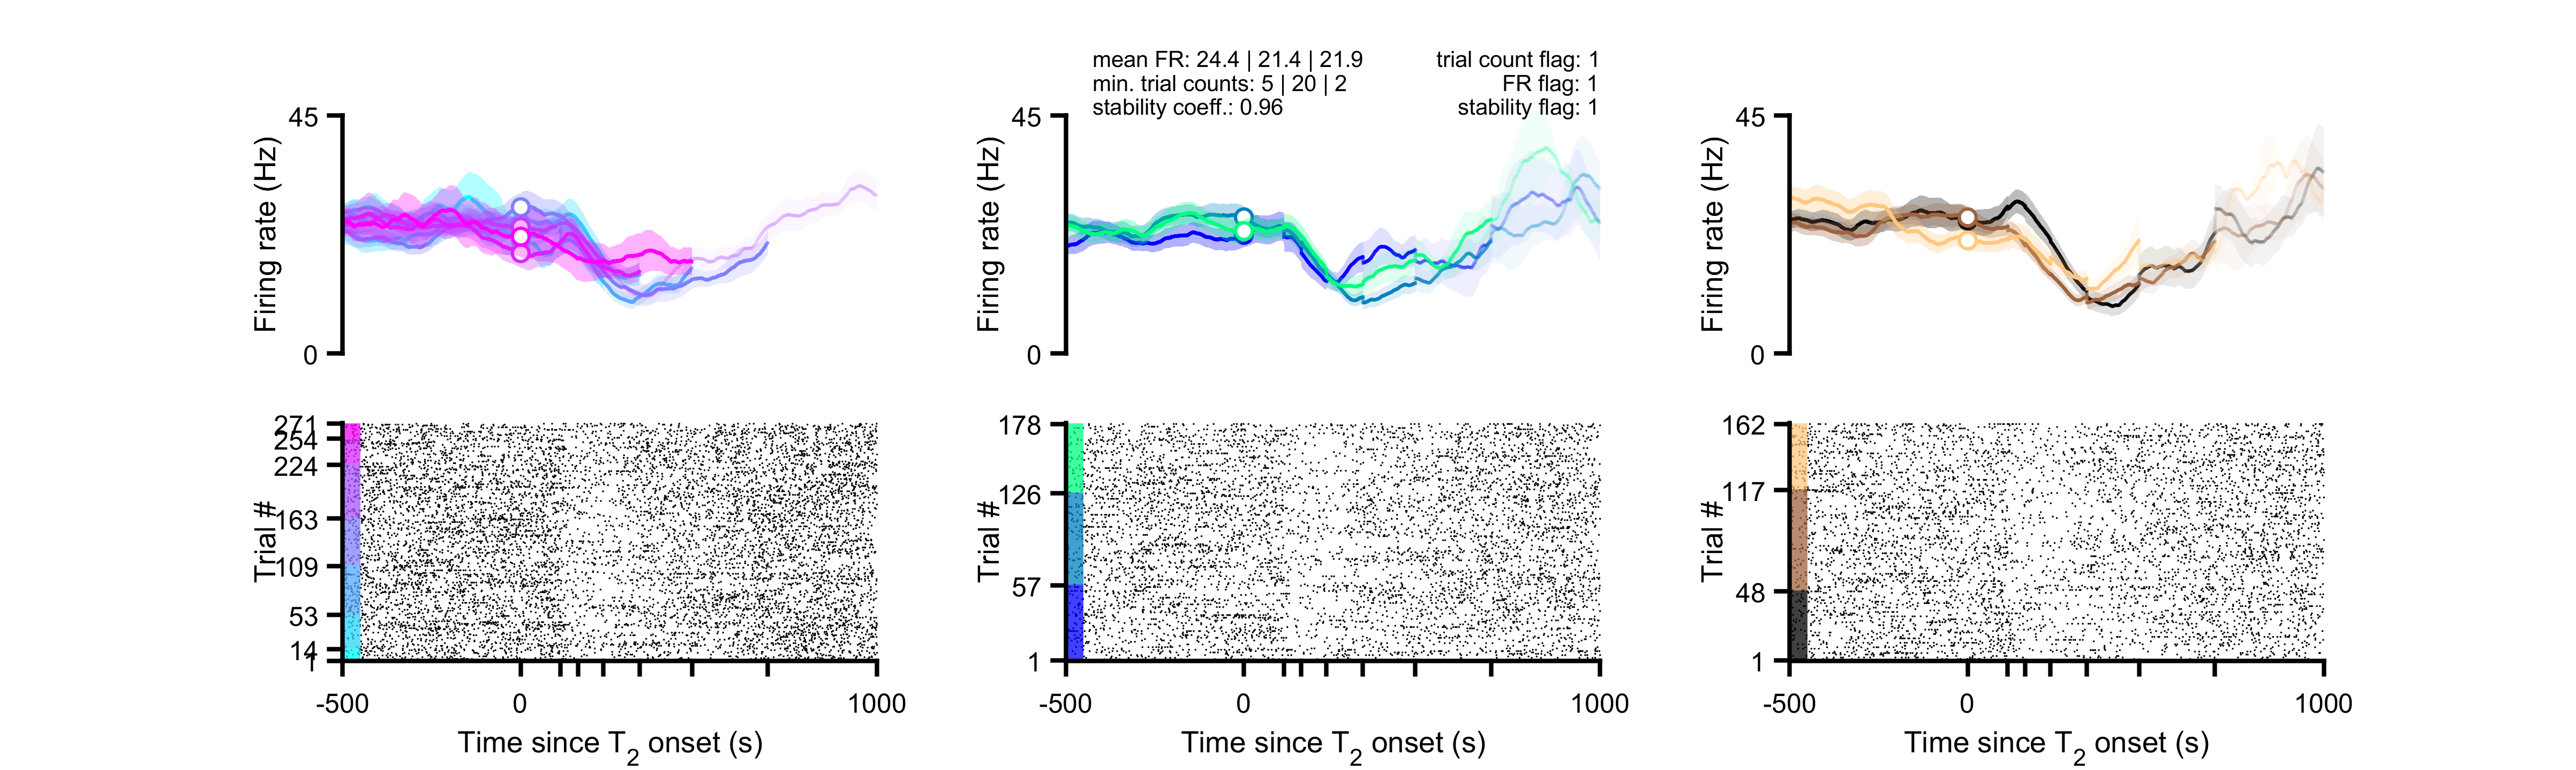 mean FR: 24.4 | 21.4 | 21.9
min. trial counts: 5 | 20 | 2
stability coeff.: 0.96
trial count flag: 1
FR flag: 1
stability flag: 1
45
Firing rate (Hz)
0
45
Firing rate (Hz)
0
45
Firing rate (Hz)
0
271
254
224
163
109
53
14
1
Trial #
-500
0
1000
Time since T2 onset (s)
178
126
57
1
Trial #
-500
0
1000
Time since T2 onset (s)
162
117
48
1
Trial #
-500
0
1000
Time since T2 onset (s)